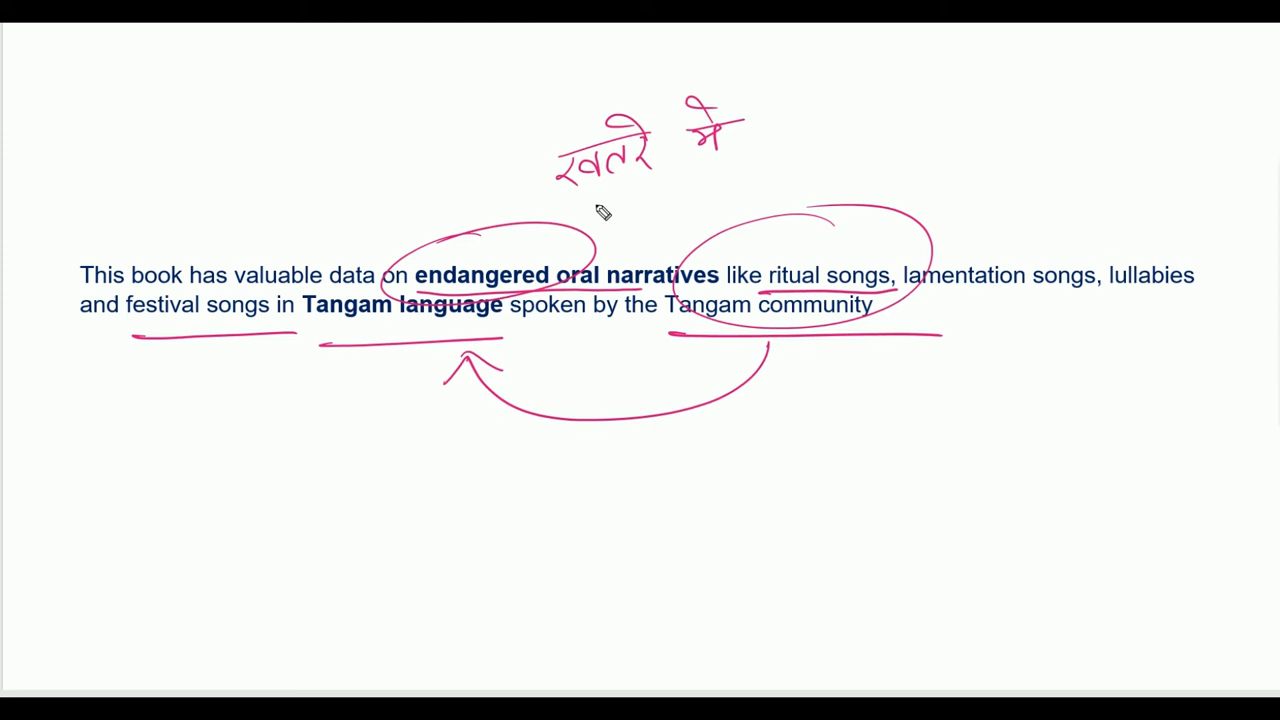 खतरे में
This book has valuable data on endangered oral narratives like ritual songs, lamentation songs, lullabies
and festival songs in Tangam language spoken by the Tangam community